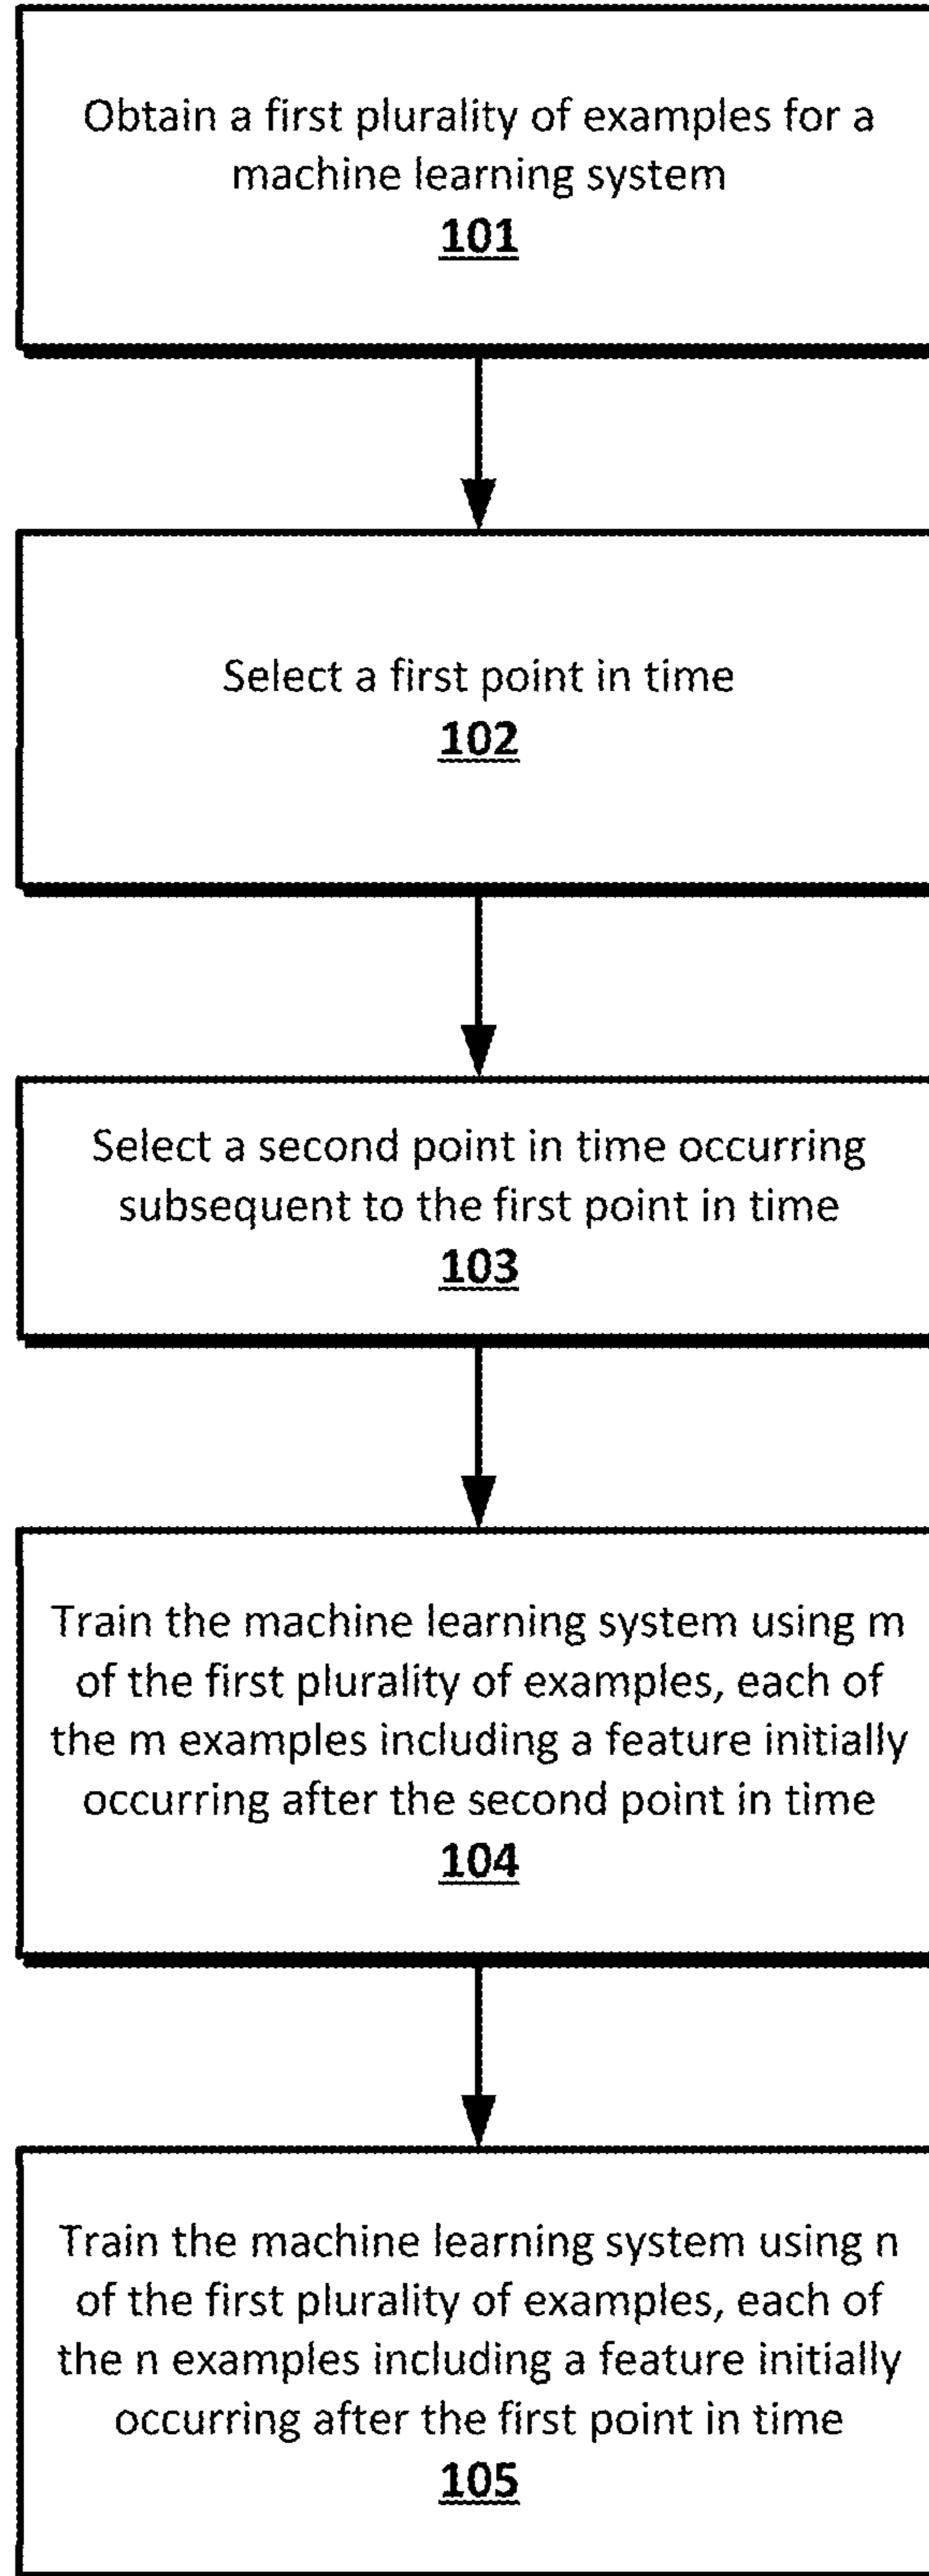 Obtain a first plurality of examples for a
machine learning system
101
Select a first point in time
102
Select a second point in time occurring
subsequent to the first point in time
103
Train the machine learning system using m
of the first plurality of examples, each of
the m examples including a feature initially
occurring after the second point in time
104
Train the machine learning system using n
of the first plurality of examples, each of
the n examples including a feature initially
occurring after the first point in time
105